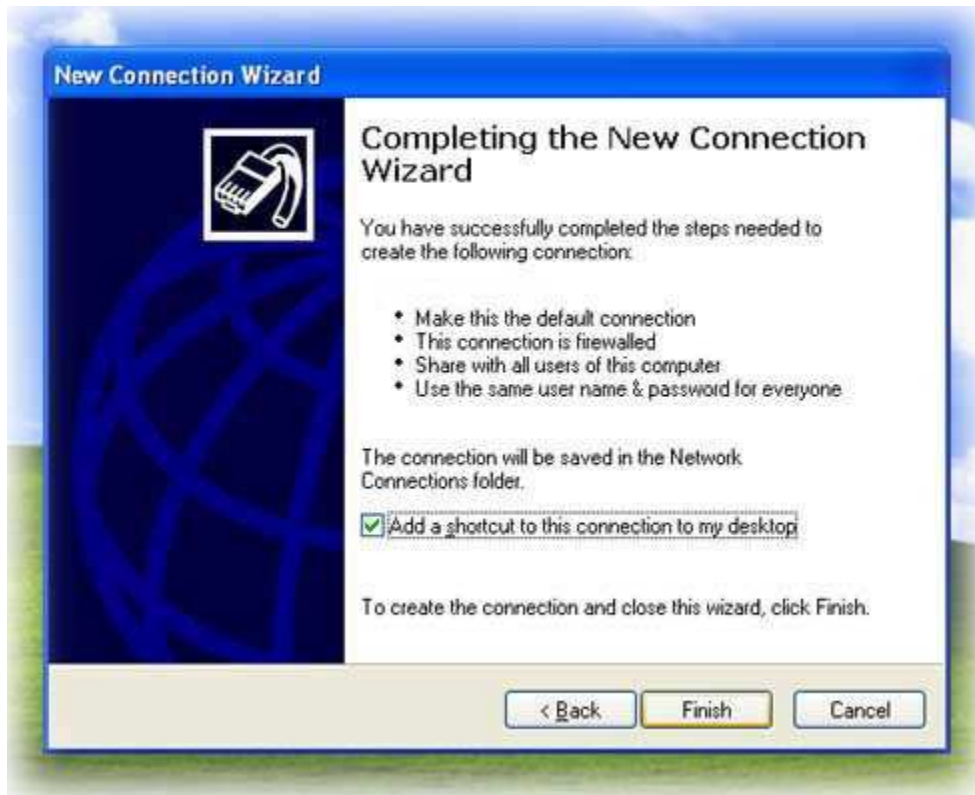 New Connection Wizard
Completing the New Connection
Wizard
You have successfully completed the steps needed to
create the following connection:
• Make this the default connection
• This connection is firewalled
• Share with all users of this computer
• Use the same user name & password for everyone
The connection will be saved in the Network
Connections folder.
Add a shortcut to this connection to my desktop
To create the connection and close this wizard, click Finish.
< Back
Finish
Cancel